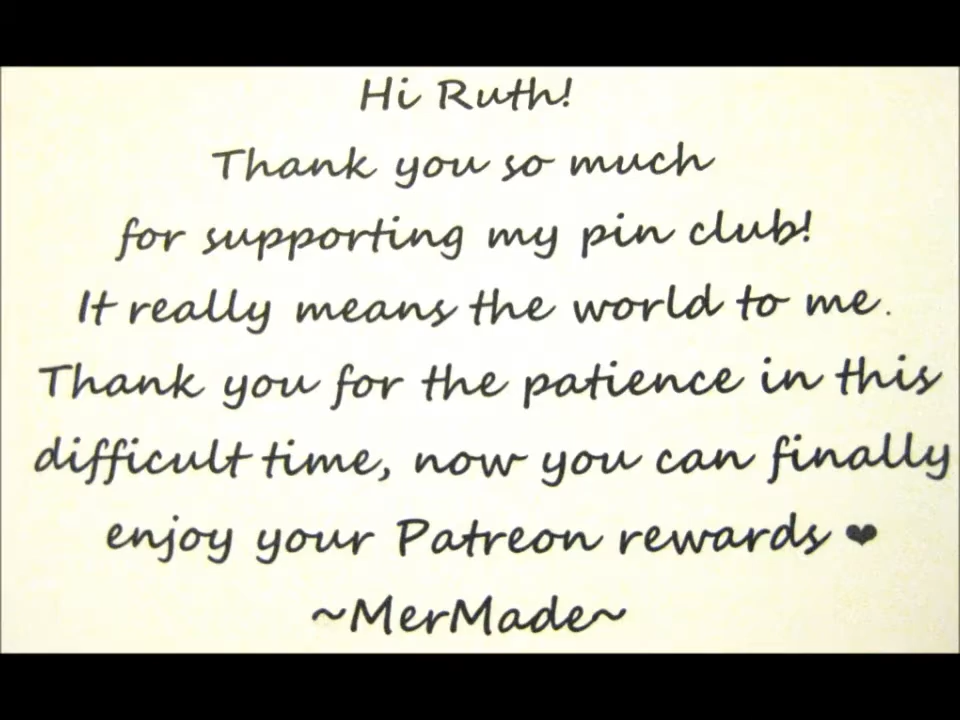 Hi Ruth!
Thank you so much
for supporting my pin club!
It really means the world to me.
Thank you for the patience in this
difficult time, now you can finally
enjoy your Patreon rewards ❤
~MerMade~